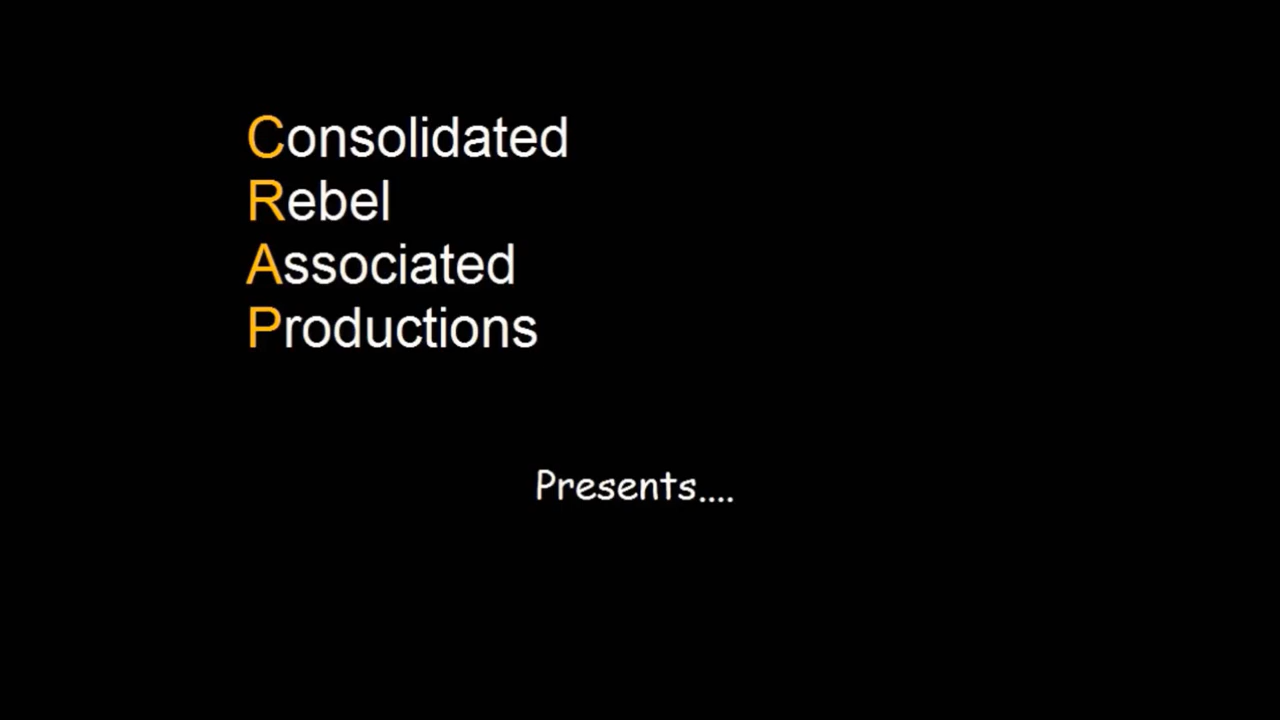 Consolidated
Rebel
Associated
Productions
Presents....